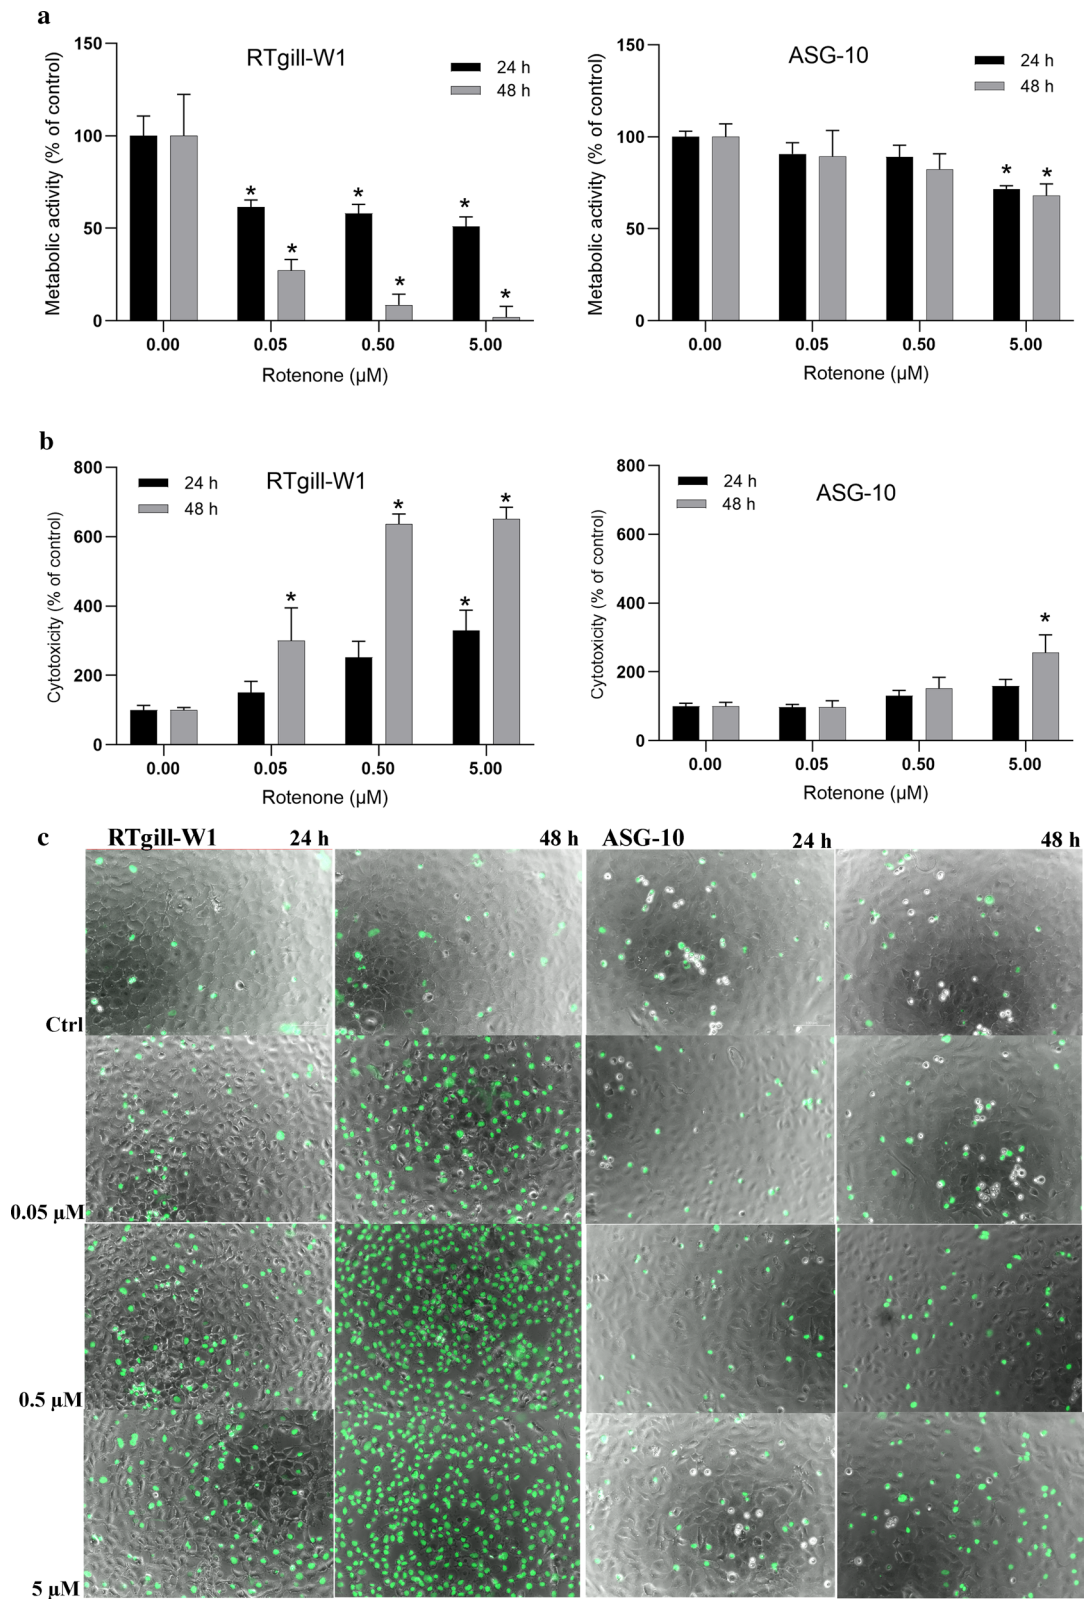 a
RTgill-W1
24 h
48 h
Metabolic activity (% of control)
150
100
50
0
* * * * * *
0.00 0.05 0.50 5.00
Rotenone (µM)
ASG-10
24 h
48 h
Metabolic activity (% of control)
150
100
50
0
* *
0.00 0.05 0.50 5.00
Rotenone (µM)
b
RTgill-W1
24 h
48 h
Cytotoxicity (% of control)
800
600
400
200
0
* * * *
0.00 0.05 0.50 5.00
Rotenone (µM)
ASG-10
24 h
48 h
Cytotoxicity (% of control)
800
600
400
200
0
*
0.00 0.05 0.50 5.00
Rotenone (µM)
c RTgill-W1 24 h 48 h ASG-10 24 h 48 h
Ctrl
0.05 µM
0.5 µM
5 µM